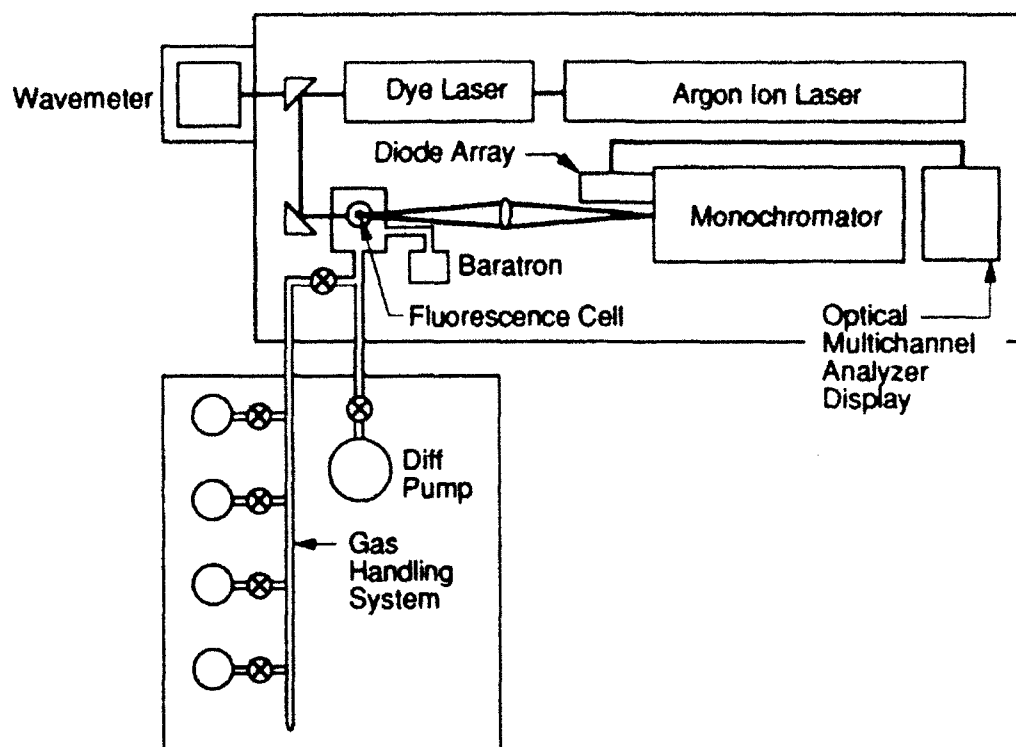 Wavemeter
Dye Laser
Argon Ion Laser
Diode Array
Monochromator
Baratron
Fluorescence Cell
Optical
Multichannel
Analyzer
Display
Diff
Pump
Gas
Handling
System